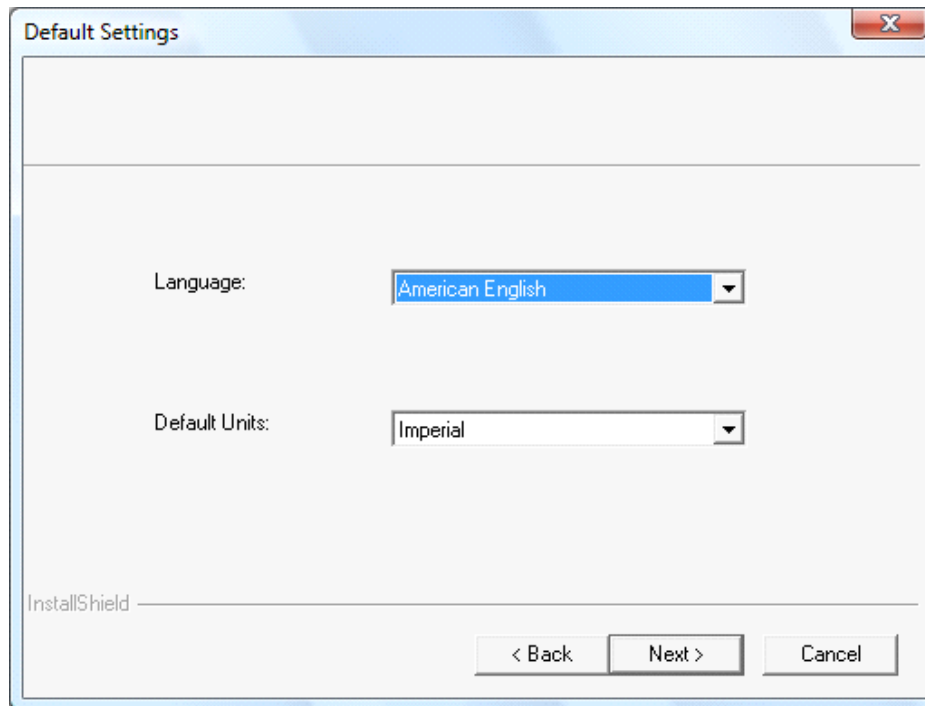 Default Settings
Language:
American English
Default Units:
Imperial
InstallShield
< Back
Next >
Cancel